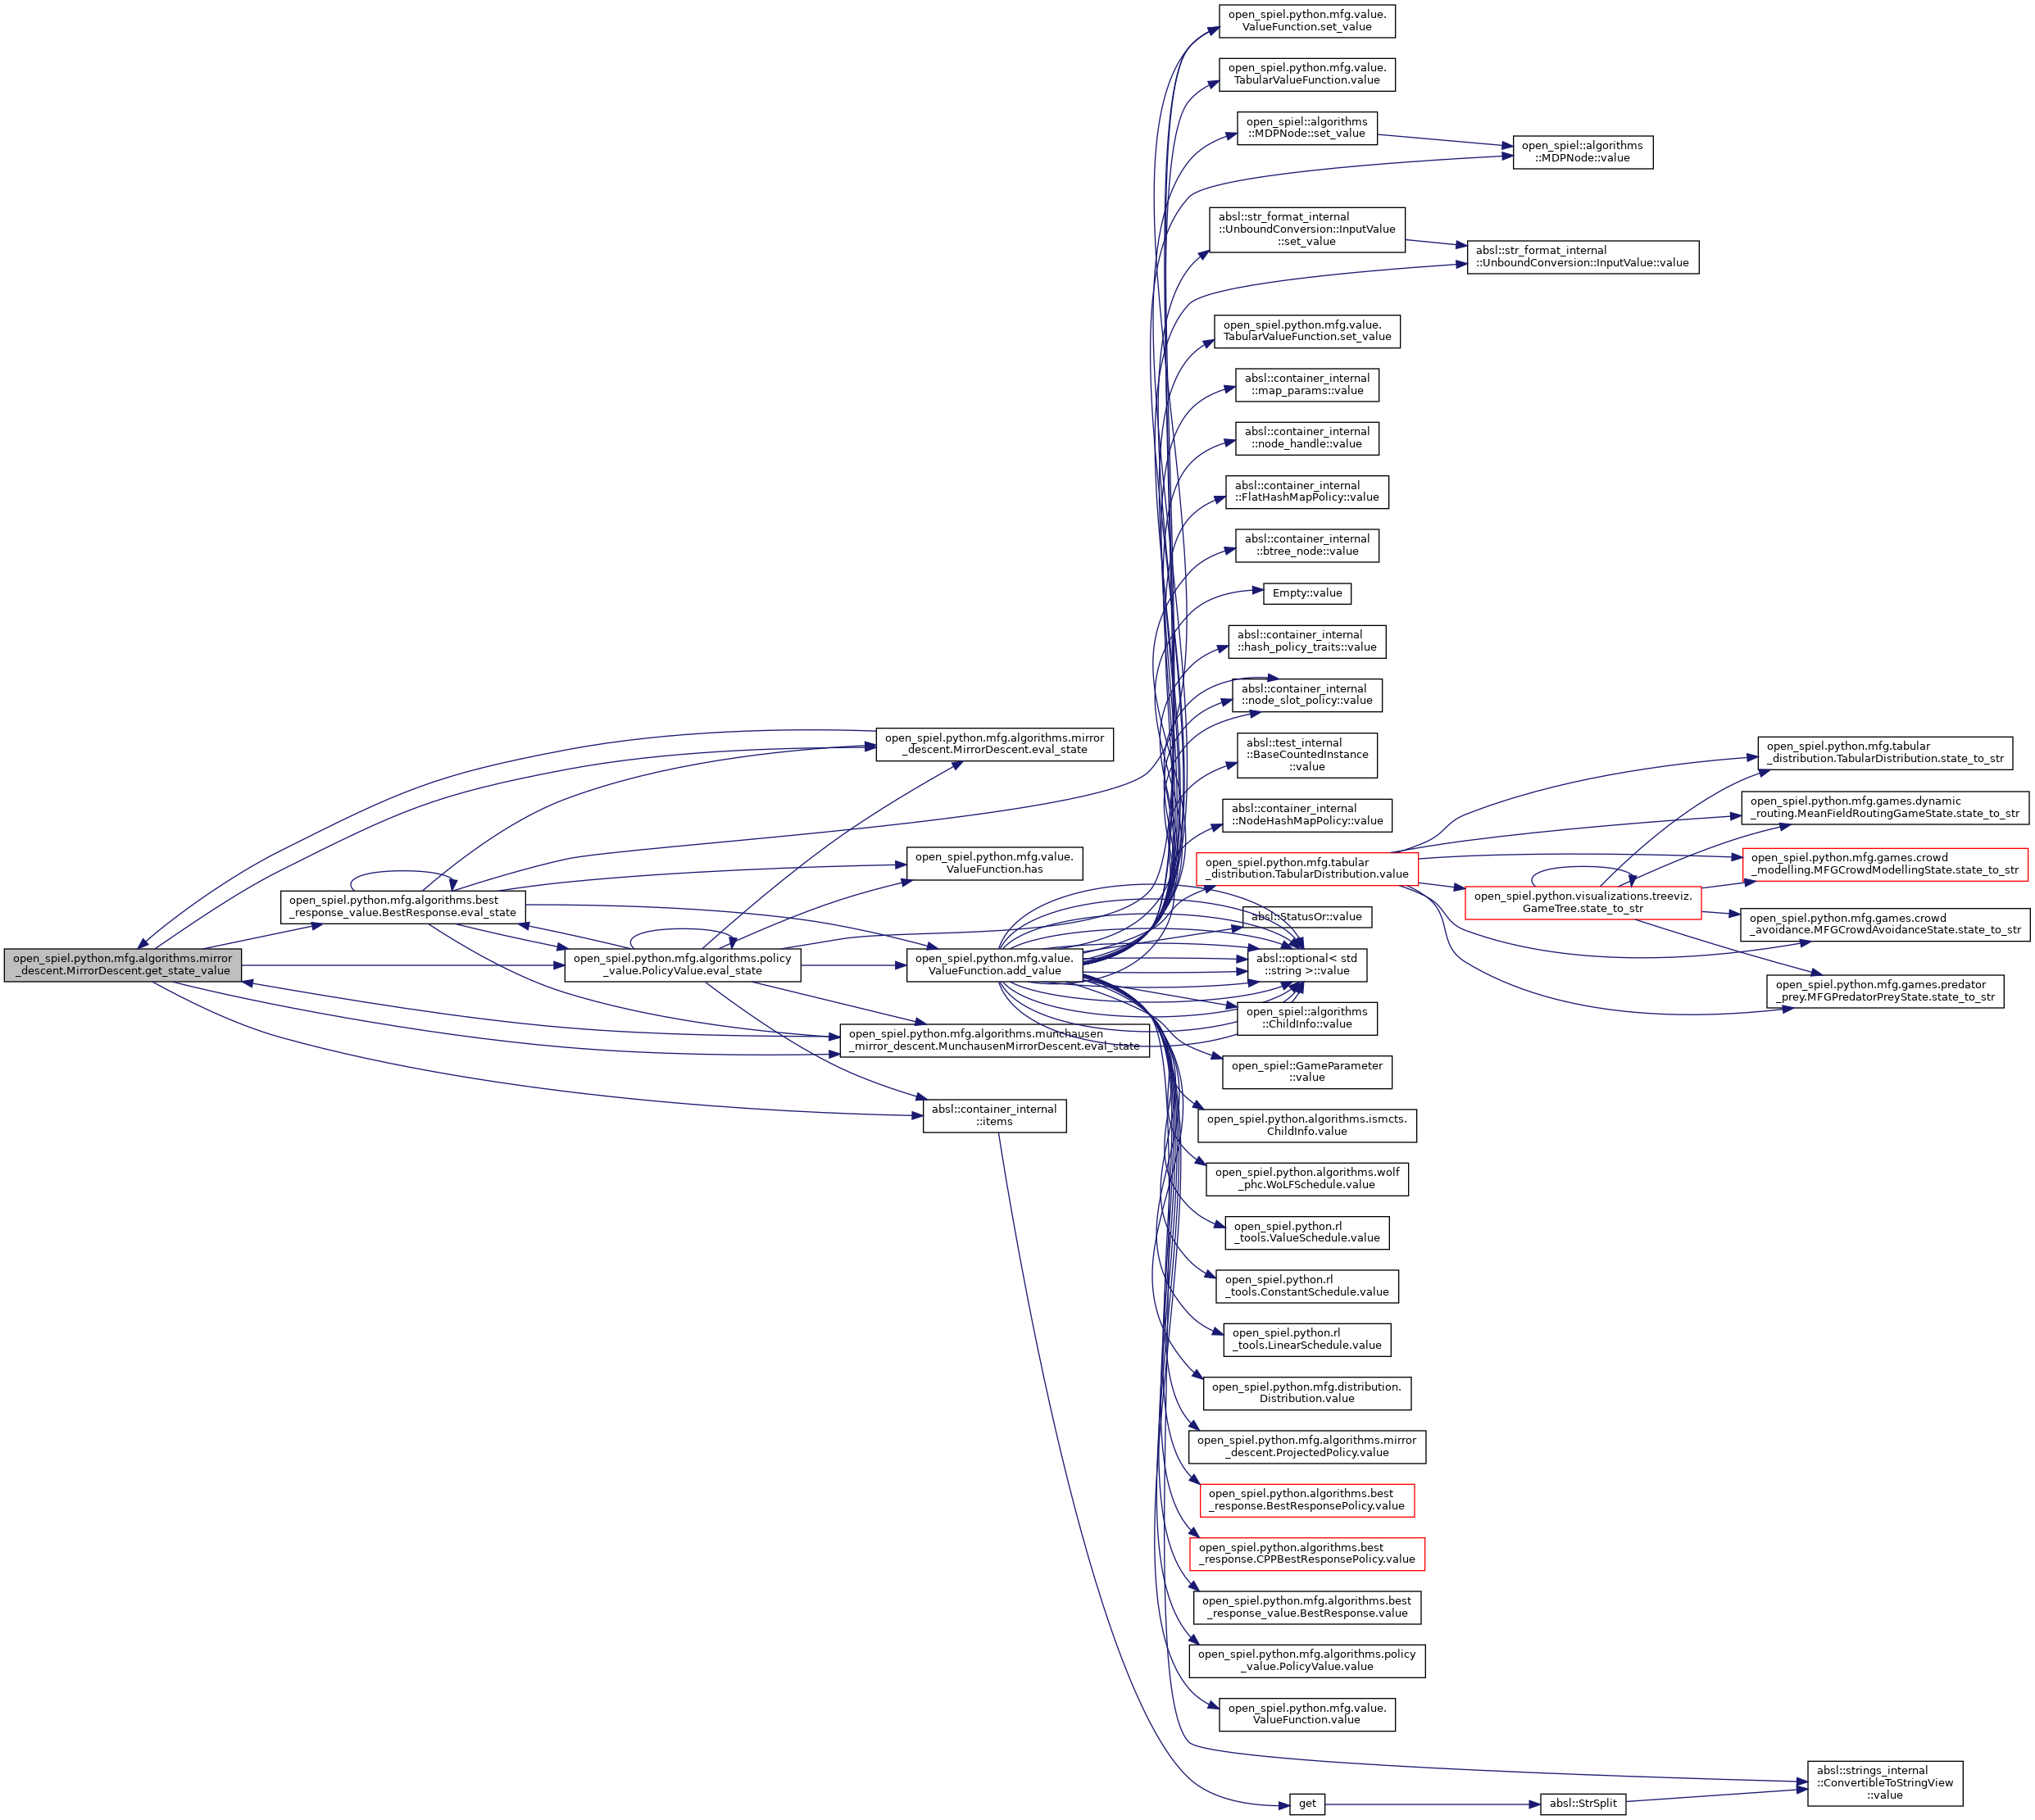 open_spiel.python.mfg.algorithms.mirror
_descent.MirrorDescent.get_state_value
open_spiel.python.mfg.algorithms.best
_response_value.BestResponse.eval_state
open_spiel.python.mfg.algorithms.policy
_value.PolicyValue.eval_state
open_spiel.python.mfg.algorithms.mirror
_descent.MirrorDescent.eval_state
open_spiel.python.mfg.value.
ValueFunction.has
open_spiel.python.mfg.value.
ValueFunction.add_value
open_spiel.python.mfg.algorithms.munchausen
_mirror_descent.MunchausenMirrorDescent.eval_state
absl::container_internal
::items
open_spiel.python.mfg.value.
ValueFunction.set_value
open_spiel.python.mfg.value.
TabularValueFunction.value
open_spiel::algorithms
::MDPNode::set_value
open_spiel::algorithms
::MDPNode::value
absl::str_format_internal
::UnboundConversion::InputValue
::set_value
absl::str_format_internal
::UnboundConversion::InputValue::value
open_spiel.python.mfg.value.
TabularValueFunction.set_value
absl::container_internal
::map_params::value
absl::container_internal
::node_handle::value
absl::container_internal
::FlatHashMapPolicy::value
absl::container_internal
::btree_node::value
Empty::value
absl::container_internal
::hash_policy_traits::value
absl::container_internal
::node_slot_policy::value
absl::test_internal
::BaseCountedInstance
::value
absl::container_internal
::NodeHashMapPolicy::value
open_spiel.python.mfg.tabular
_distribution.TabularDistribution.value
absl::StatusOr::value
absl::optional< std
::string >::value
open_spiel::algorithms
::ChildInfo::value
open_spiel::GameParameter
::value
open_spiel.python.algorithms.ismcts.
ChildInfo.value
open_spiel.python.algorithms.wolf
_phc.WoLFSchedule.value
open_spiel.python.rl
_tools.ValueSchedule.value
open_spiel.python.rl
_tools.ConstantSchedule.value
open_spiel.python.rl
_tools.LinearSchedule.value
open_spiel.python.mfg.distribution.
Distribution.value
open_spiel.python.mfg.algorithms.mirror
_descent.ProjectedPolicy.value
open_spiel.python.algorithms.best
_response.BestResponsePolicy.value
open_spiel.python.algorithms.best
_response.CPPBestResponsePolicy.value
open_spiel.python.mfg.algorithms.best
_response_value.BestResponse.value
open_spiel.python.mfg.algorithms.policy
_value.PolicyValue.value
open_spiel.python.mfg.value.
ValueFunction.value
get
absl::StrSplit
absl::strings_internal
::ConvertibleToStringView
::value
open_spiel.python.visualizations.treeviz.
GameTree.state_to_str
open_spiel.python.mfg.tabular
_distribution.TabularDistribution.state_to_str
open_spiel.python.mfg.games.dynamic
_routing.MeanFieldRoutingGameState.state_to_str
open_spiel.python.mfg.games.crowd
_modelling.MFGCrowdModellingState.state_to_str
open_spiel.python.mfg.games.crowd
_avoidance.MFGCrowdAvoidanceState.state_to_str
open_spiel.python.mfg.games.predator
_prey.MFGPredatorPreyState.state_to_str